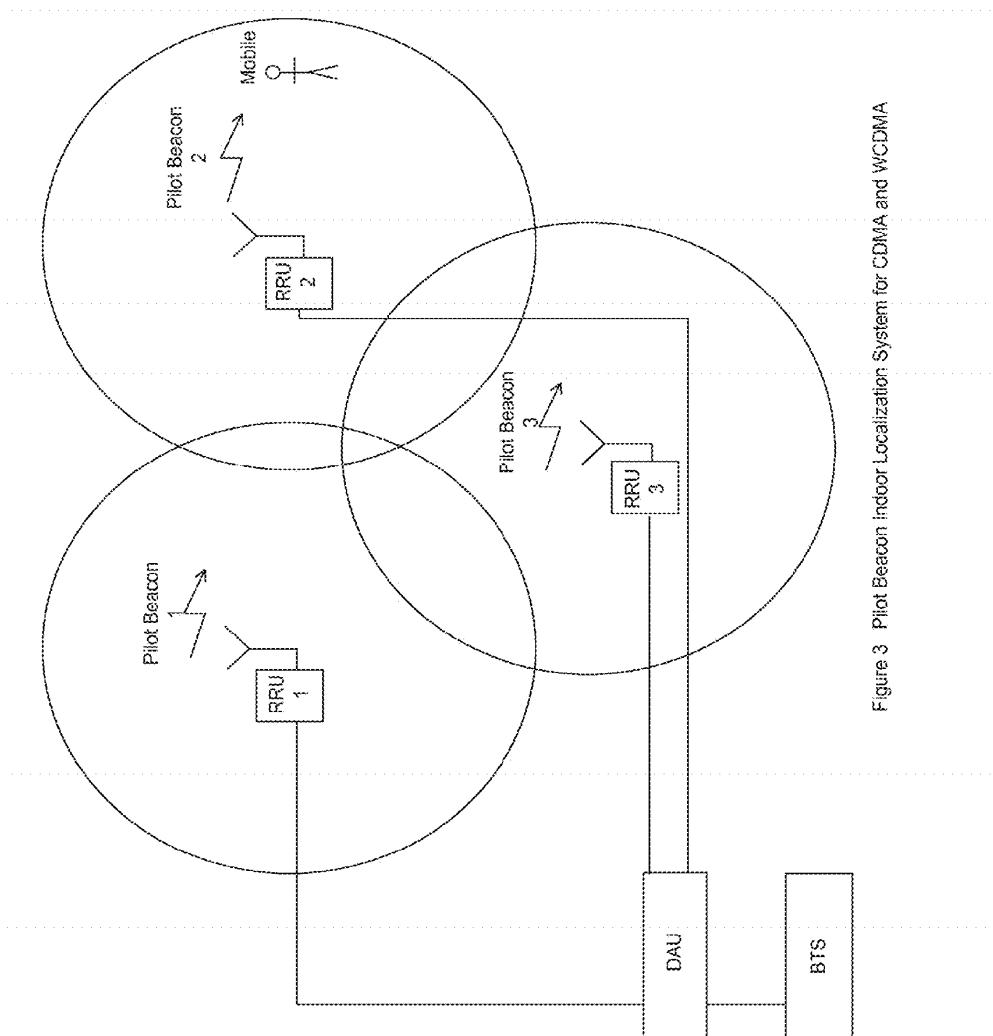 Pilot Beacon
1
RRU
1
Pilot Beacon
2
RRU
2
Mobile
Pilot Beacon
3
RRU
3
DAU
BTS
Figure 3 Pilot Beacon Indoor Localization System for CDMA and WCDMA